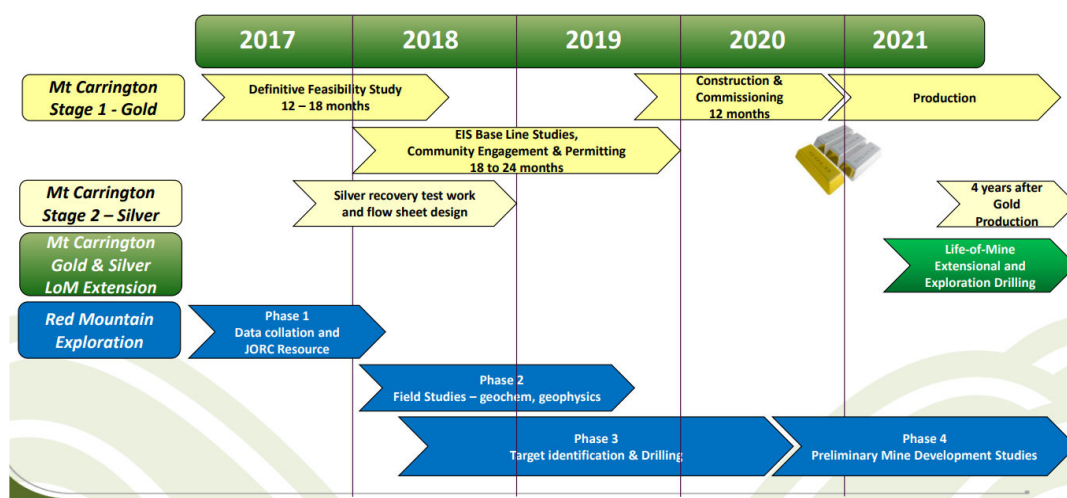 2017 2018 2019 2020 2021
Mt Carrington
Stage 1 - Gold
Definitive Feasibility Study
12 – 18 months
Construction &
Commissioning
12 months
Production
EIS Base Line Studies,
Community Engagement & Permitting
18 to 24 months
Mt Carrington
Stage 2 – Silver
Silver recovery test work
and flow sheet design
4 years after
Gold
Production
Mt Carrington
Gold & Silver
LoM Extension
Life-of-Mine
Extensional and
Exploration Drilling
Red Mountain
Exploration
Phase 1
Data collation and
JORC Resource
Phase 2
Field Studies – geochem, geophysics
Phase 3
Target identification & Drilling
Phase 4
Preliminary Mine Development Studies